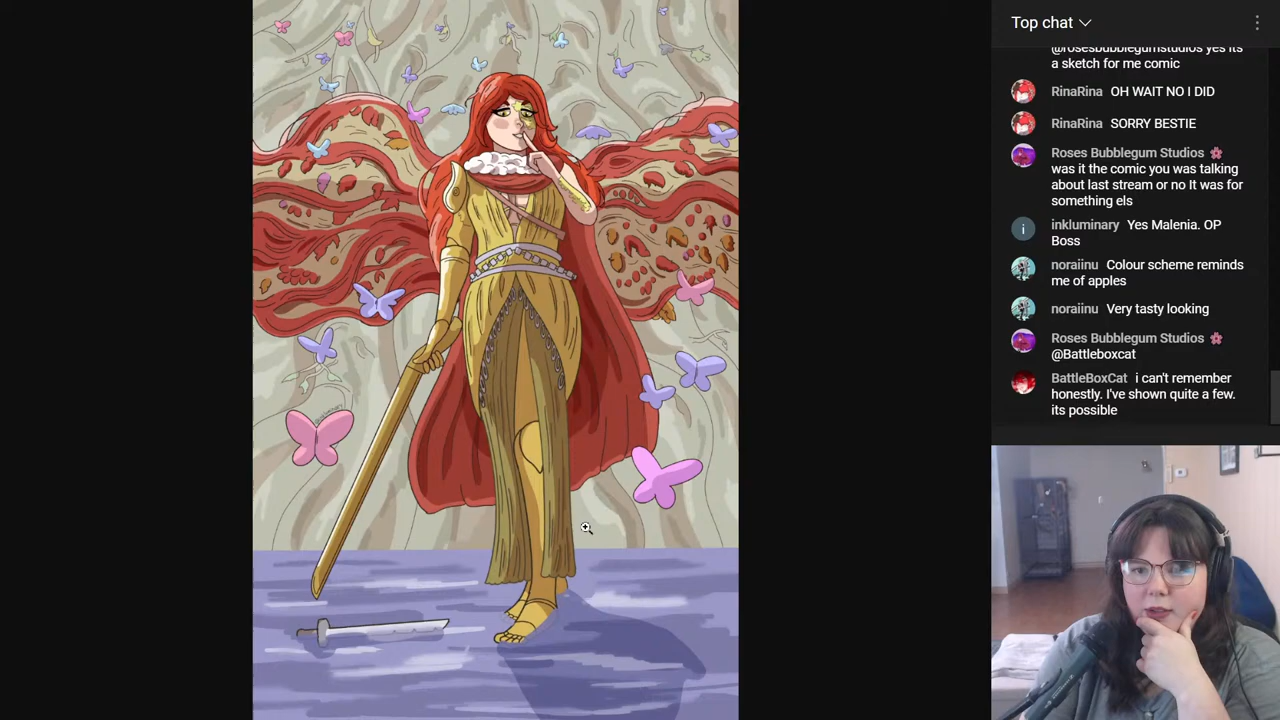 Top chat
@rosesbubblegumstudios yes its
a sketch for me comic
RinaRina OH WAIT NO I DID
RinaRina SORRY BESTIE
Roses Bubblegum Studios
was it the comic you was talking
about last stream or no It was for
something els
i inkluminary Yes Malenia. OP
Boss
noraiinu Colour scheme reminds
me of apples
noraiinu Very tasty looking
Roses Bubblegum Studios
@Battleboxcat
BattleBoxCat i can't remember
honestly. I've shown quite a few.
its possible